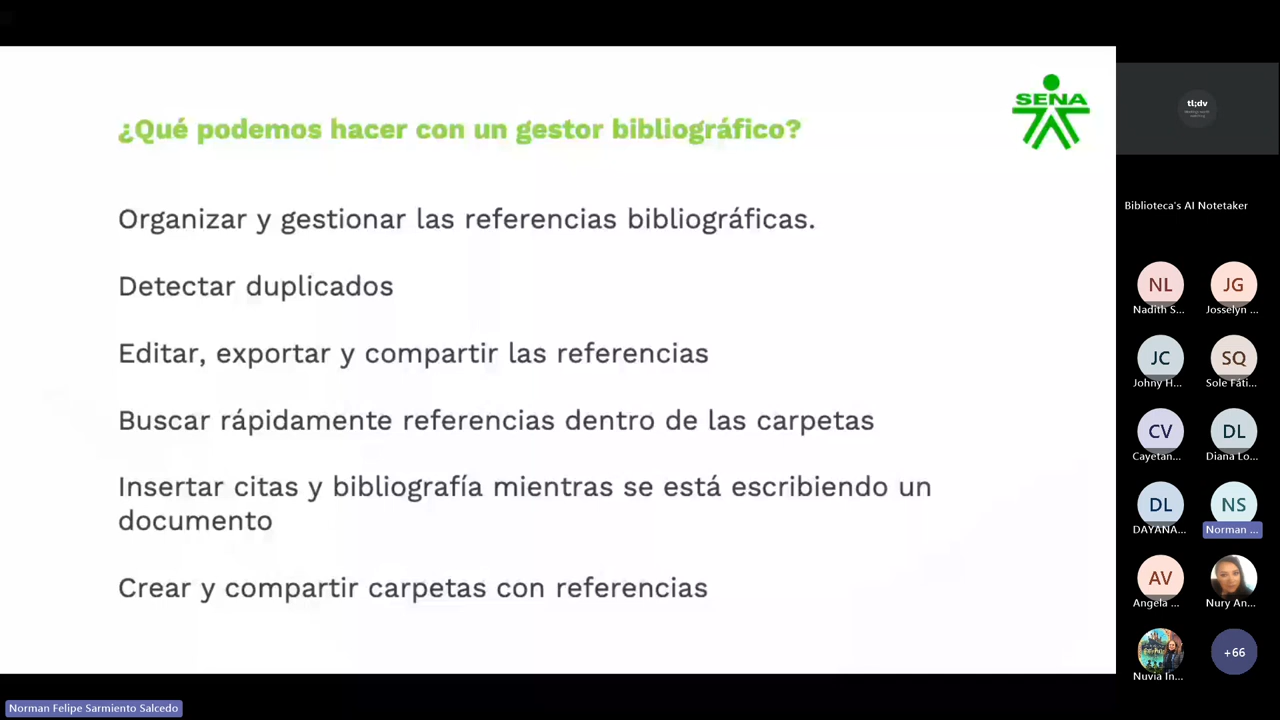 ¿Qué podemos hacer con un gestor bibliográfico?
SENA
Organizar y gestionar las referencias bibliográficas.
Detectar duplicados
Editar, exportar y compartir las referencias
Buscar rápidamente referencias dentro de las carpetas
Insertar citas y bibliografía mientras se está escribiendo un
documento
Crear y compartir carpetas con referencias
tl;dv
Biblioteca's AI Notetaker
NL
Nadith S...
JG
Josselyn ...
JC
Johny H...
SQ
Sole Fáti...
CV
Cayetan...
DL
Diana Lo...
DL
DAYANA...
NS
Norman ...
AV
Angela ...
Nury An...
Nuvia In...
+66
Norman Felipe Sarmiento Salcedo